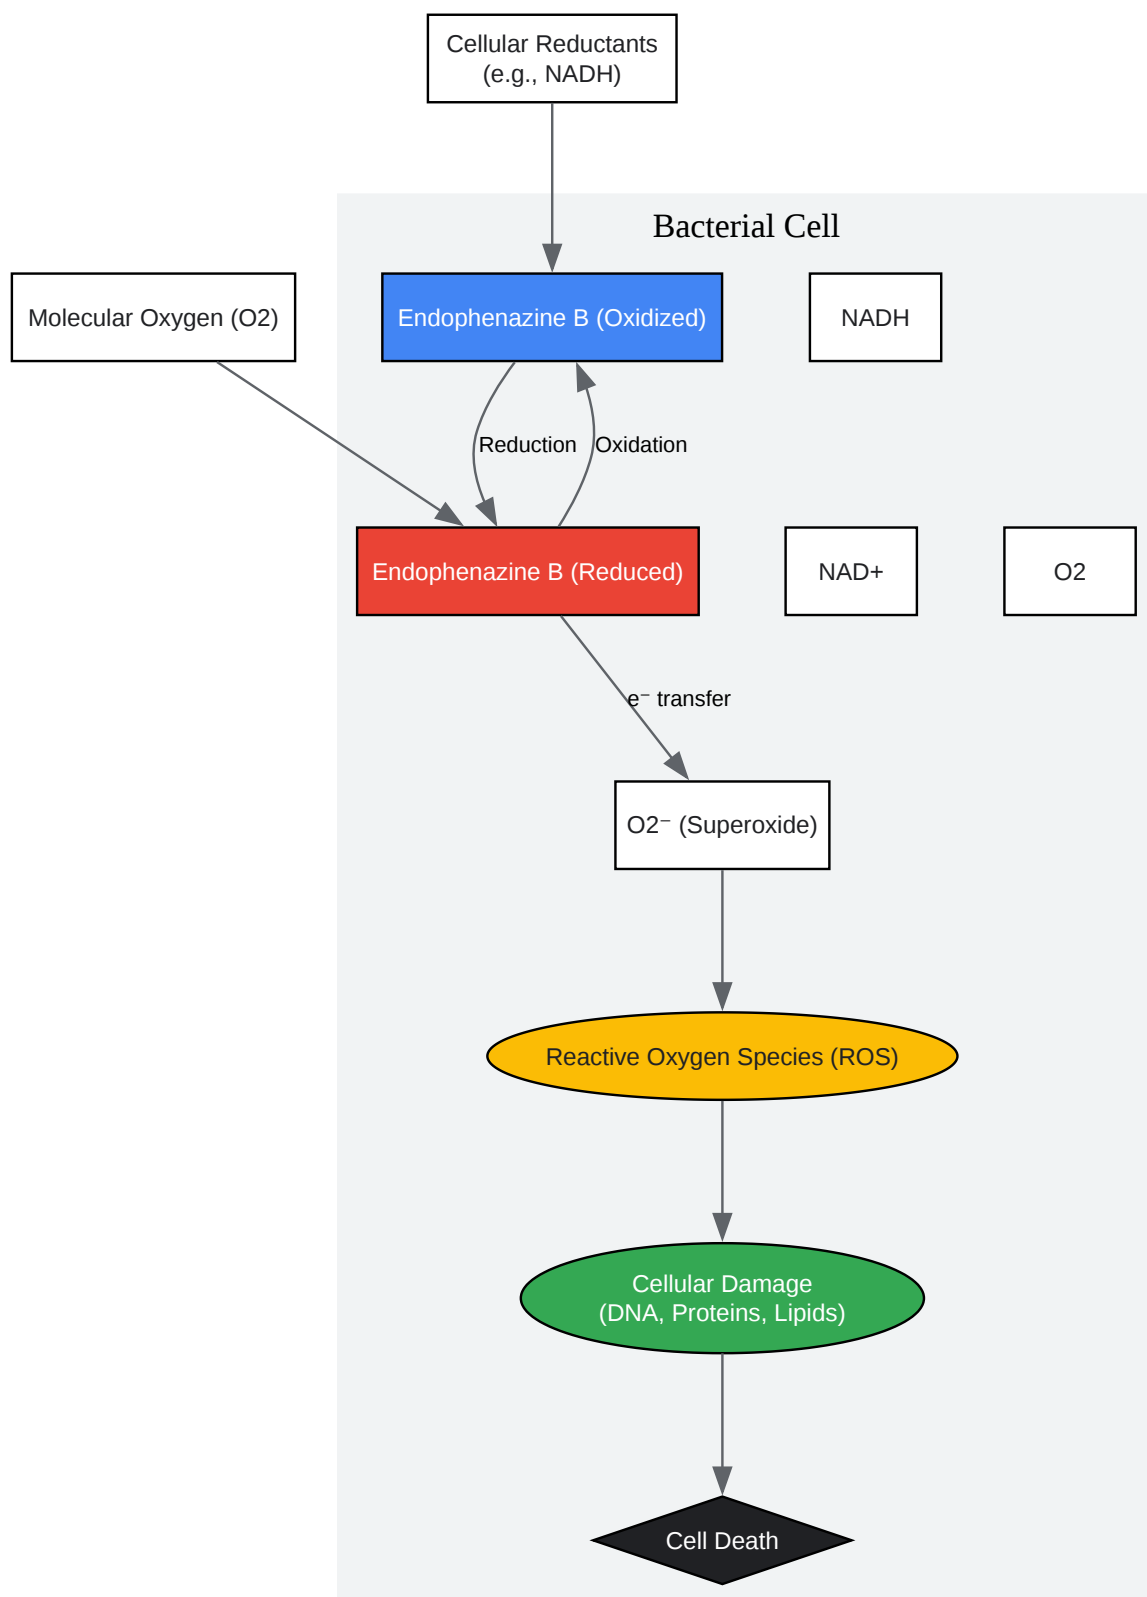 Cellular Reductants
(e.g., NADH)
Bacterial Cell
Molecular Oxygen (O2)
Endophenazine B (Oxidized)
NADH
Reduction
Oxidation
Endophenazine B (Reduced)
NAD+
O2
e⁻ transfer
O2⁻ (Superoxide)
Reactive Oxygen Species (ROS)
Cellular Damage
(DNA, Proteins, Lipids)
Cell Death